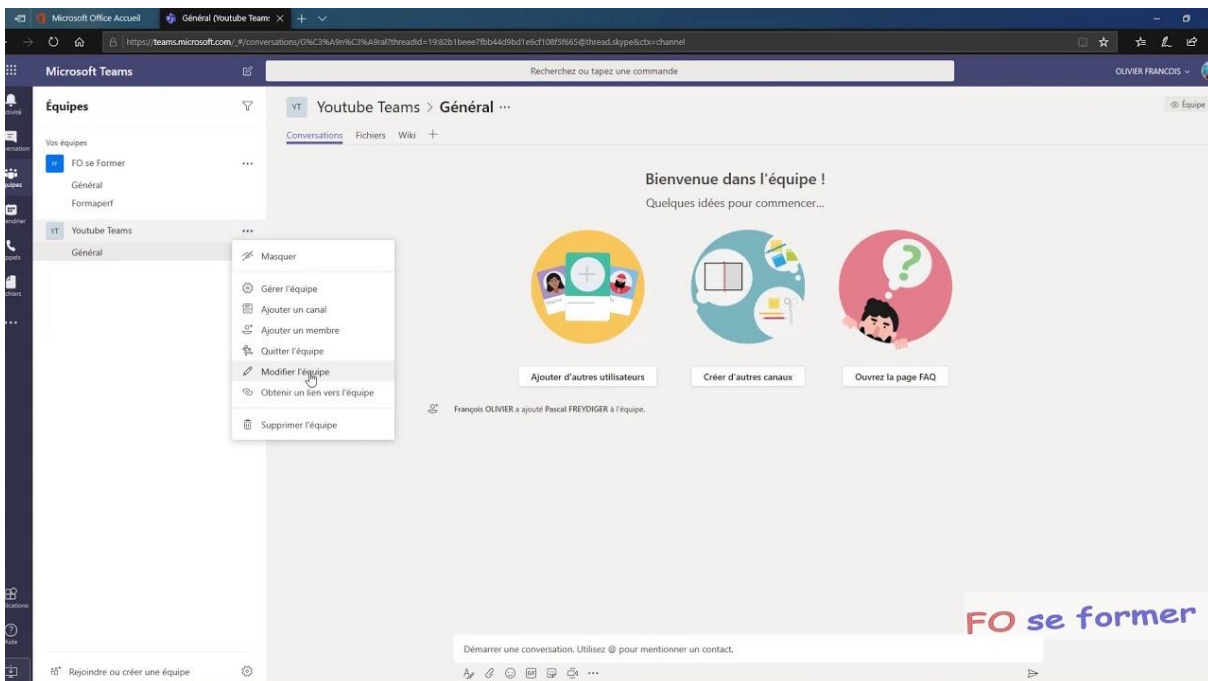 Microsoft Office Accueil
Général (Youtube Teams
https://teams.microsoft.com/_#/conversations/G%C3%A9n%C3%A9ral?threadId=19:82b1beee7fbb44d9bd1e6cf108f5f665@thread.skype&ctx=channel
Microsoft Teams
Recherchez ou tapez une commande
OLIVIER FRANCOIS
Équipes
YT Youtube Teams > Général ...
Équipe
Conversations Fichiers Wiki +
Vos équipes
FF FO se Former ...
Général
Formaperf
YT Youtube Teams ...
Général
Masquer
Gérer l'équipe
Ajouter un canal
Ajouter un membre
Quitter l'équipe
Modifier l'équipe
Obtenir un lien vers l'équipe
Supprimer l'équipe
Bienvenue dans l'équipe !
Quelques idées pour commencer...
Ajouter d'autres utilisateurs
Créer d'autres canaux
Ouvrez la page FAQ
François OLIVIER a ajouté Pascal FREYDIGER à l'équipe.
Aide
FO se former
Démarrer une conversation. Utilisez @ pour mentionner un contact.
GIF
Rejoindre ou créer une équipe